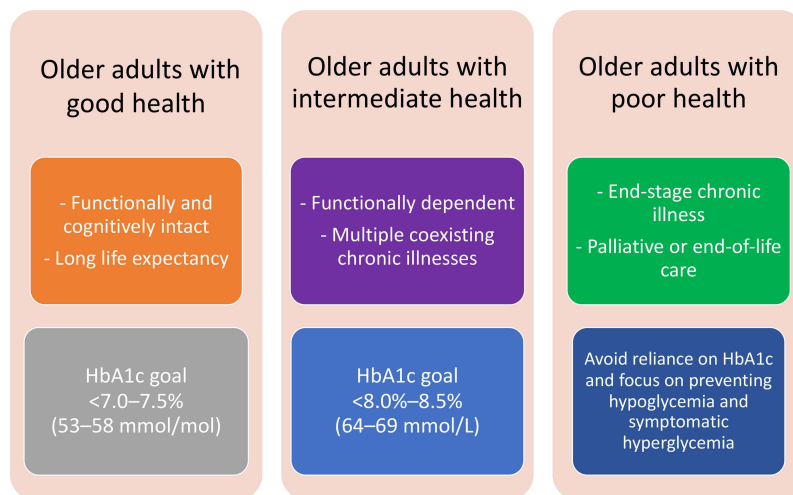 Older adults with
good health
- Functionally and
cognitively intact
- Long life expectancy
HbA1c goal
<7.0–7.5%
(53–58 mmol/mol)
Older adults with
intermediate health
- Functionally dependent
- Multiple coexisting
chronic illnesses
HbA1c goal
<8.0%–8.5%
(64–69 mmol/L)
Older adults with
poor health
- End-stage chronic
illness
- Palliative or end-of-life
care
Avoid reliance on HbA1c
and focus on preventing
hypoglycemia and
symptomatic
hyperglycemia